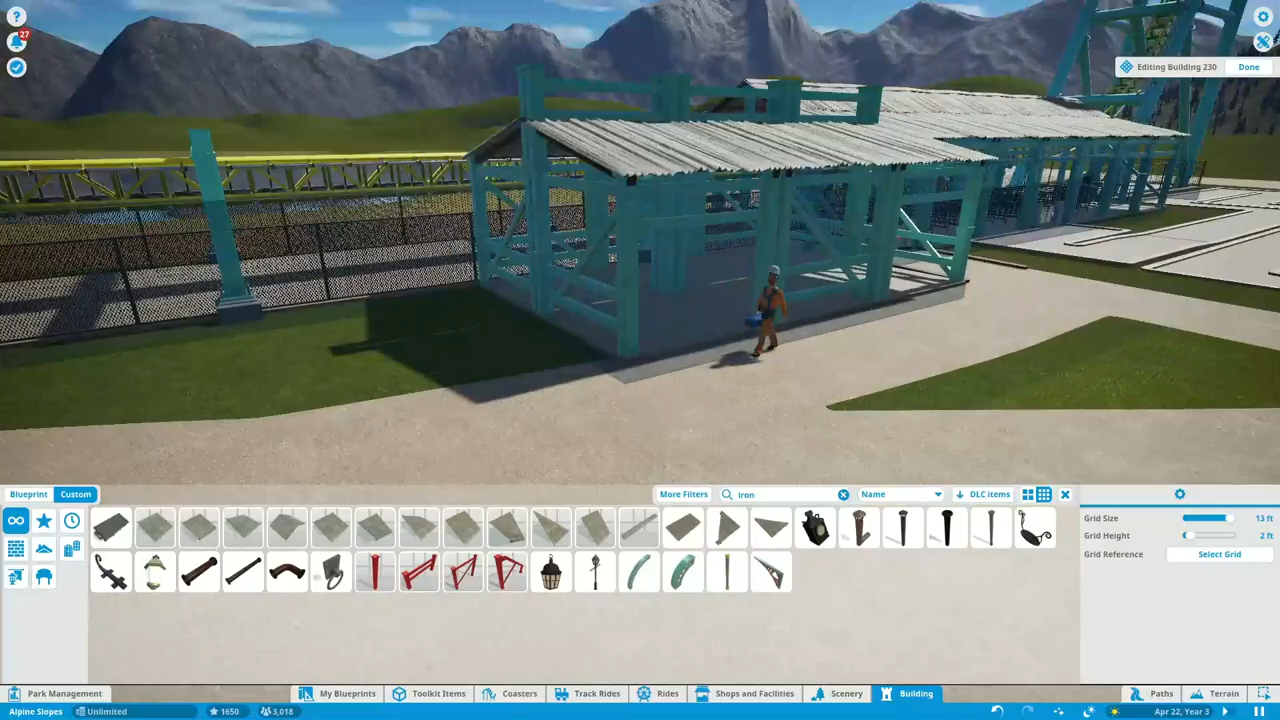 ?
27
Editing Building 230 Done
Blueprint Custom More Filters iron Name DLC items
Grid Size 13 ft
Grid Height 2 ft
Grid Reference Select Grid
Park Management My Blueprints Toolkit Items Coasters Track Rides Rides Shops and Facilities Scenery Building Paths Terrain
Alpine Slopes Unlimited 1650 3,018 Apr 22, Year 3